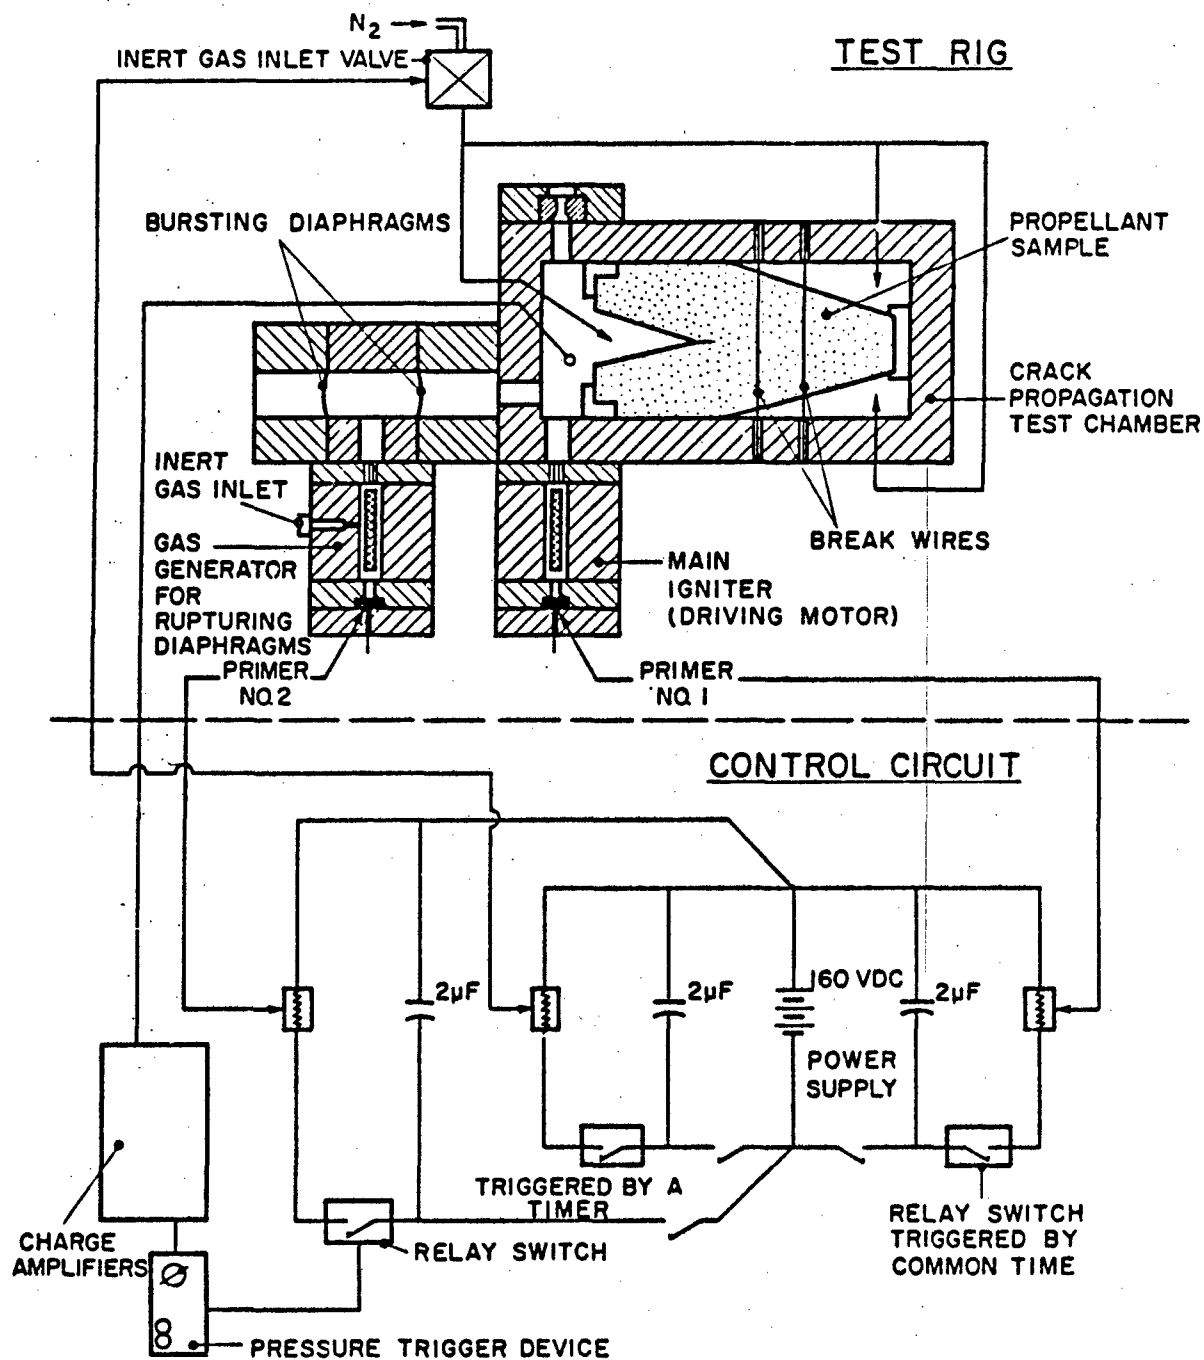 N2
INERT GAS INLET VALVE
TEST RIG
BURSTING DIAPHRAGMS
PROPELLANT
SAMPLE
CRACK
PROPAGATION
TEST CHAMBER
INERT
GAS INLET
GAS
GENERATOR
FOR
RUPTURING
DIAPHRAGMS
BREAK WIRES
MAIN
IGNITER
(DRIVING MOTOR)
PRIMER
NO.2
PRIMER
NO.1
CONTROL CIRCUIT
2μF
2μF
160 VDC
2μF
POWER
SUPPLY
TRIGGERED BY A
TIMER
RELAY SWITCH
RELAY SWITCH
TRIGGERED BY
COMMON TIME
CHARGE
AMPLIFIERS
8
PRESSURE TRIGGER DEVICE